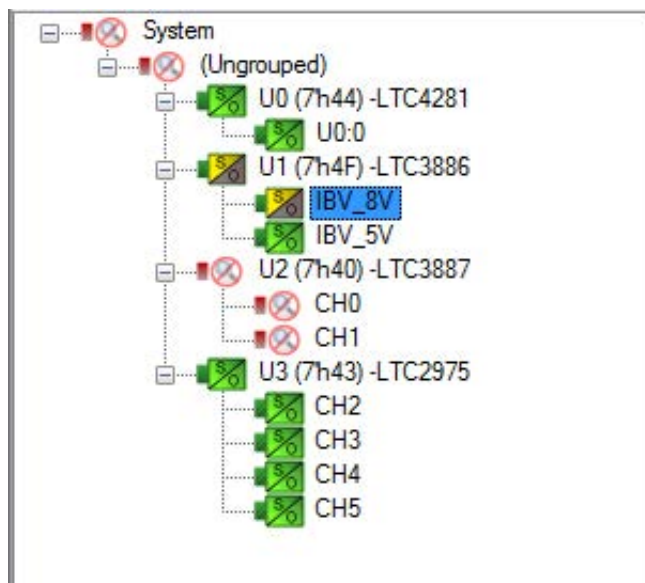 System
(Ungrouped)
U0 (7h44) -LTC4281
U0:0
U1 (7h4F) -LTC3886
IBV_8V
IBV_5V
U2 (7h40) -LTC3887
CH0
CH1
U3 (7h43) -LTC2975
CH2
CH3
CH4
CH5